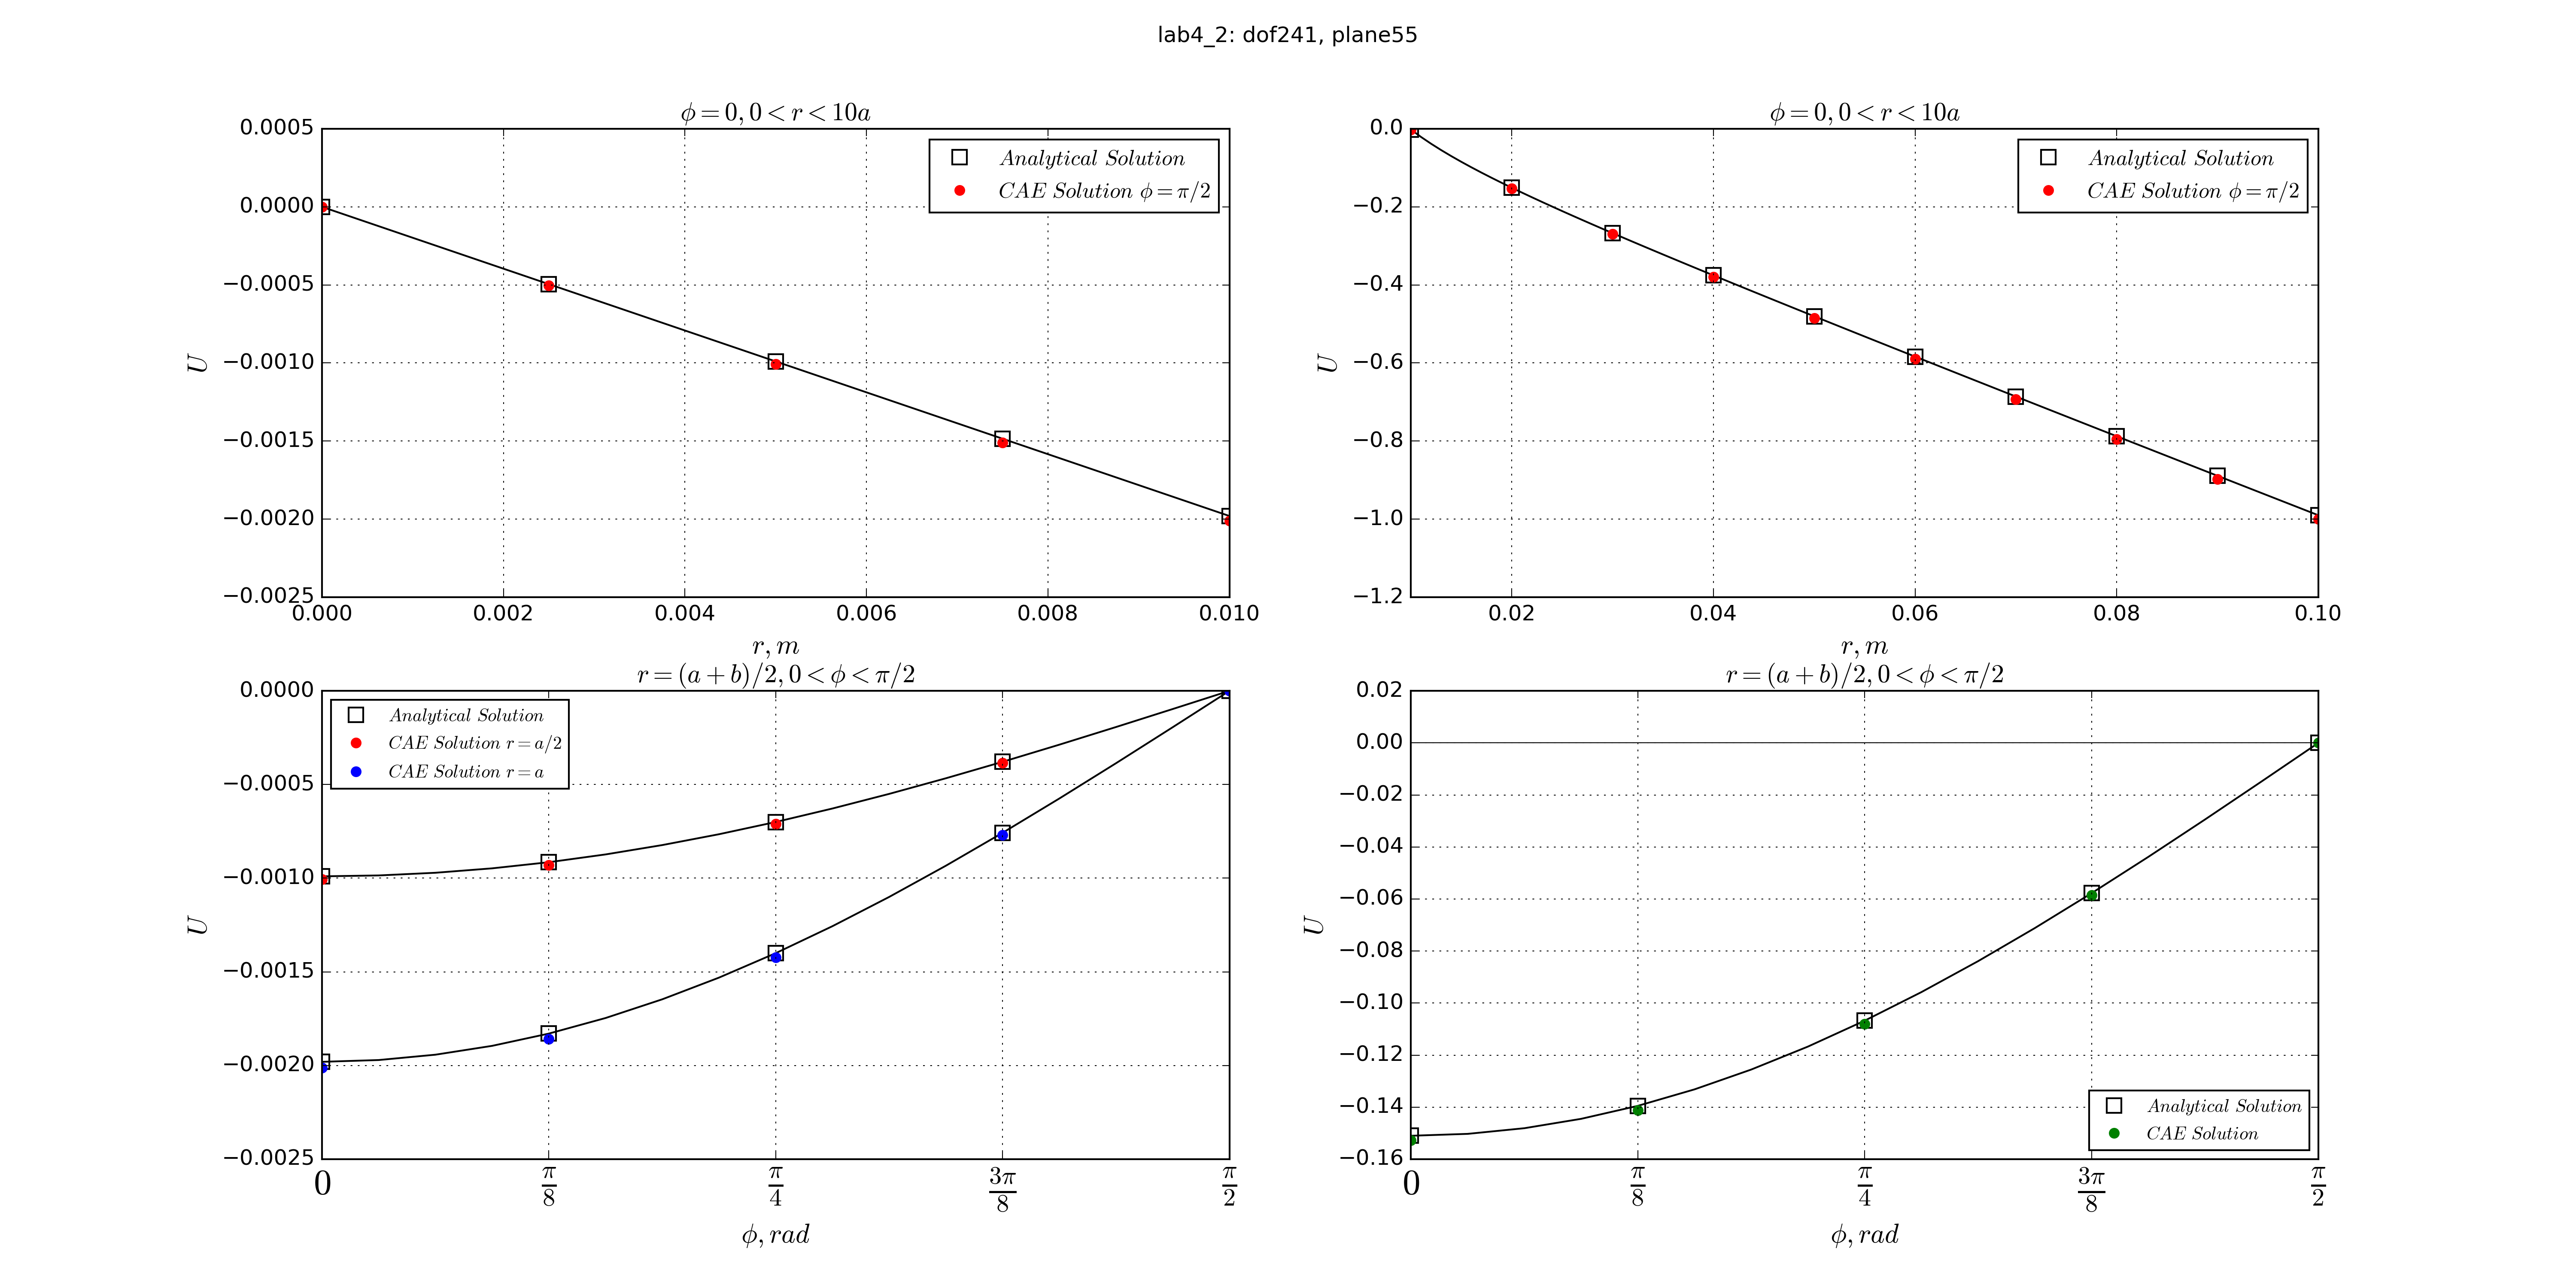 lab4_2: dof241, plane55
ϕ = 0, 0 < r < 10a
0.0005
0.0000
−0.0005
−0.0010
−0.0015
−0.0020
−0.0025
U
Analytical Solution
CAE Solution ϕ = π/2
0.000 0.002 0.004 0.006 0.008 0.010
r, m
ϕ = 0, 0 < r < 10a
0.0
−0.2
−0.4
−0.6
−0.8
−1.0
−1.2
U
Analytical Solution
CAE Solution ϕ = π/2
0.02 0.04 0.06 0.08 0.10
r, m
r = (a + b)/2, 0 < ϕ < π/2
0.0000
−0.0005
−0.0010
−0.0015
−0.0020
−0.0025
U
Analytical Solution
CAE Solution r = a/2
CAE Solution r = a
0 π/8 π/4 3π/8 π/2
ϕ, rad
r = (a + b)/2, 0 < ϕ < π/2
0.02
0.00
−0.02
−0.04
−0.06
−0.08
−0.10
−0.12
−0.14
−0.16
U
Analytical Solution
CAE Solution
0 π/8 π/4 3π/8 π/2
ϕ, rad